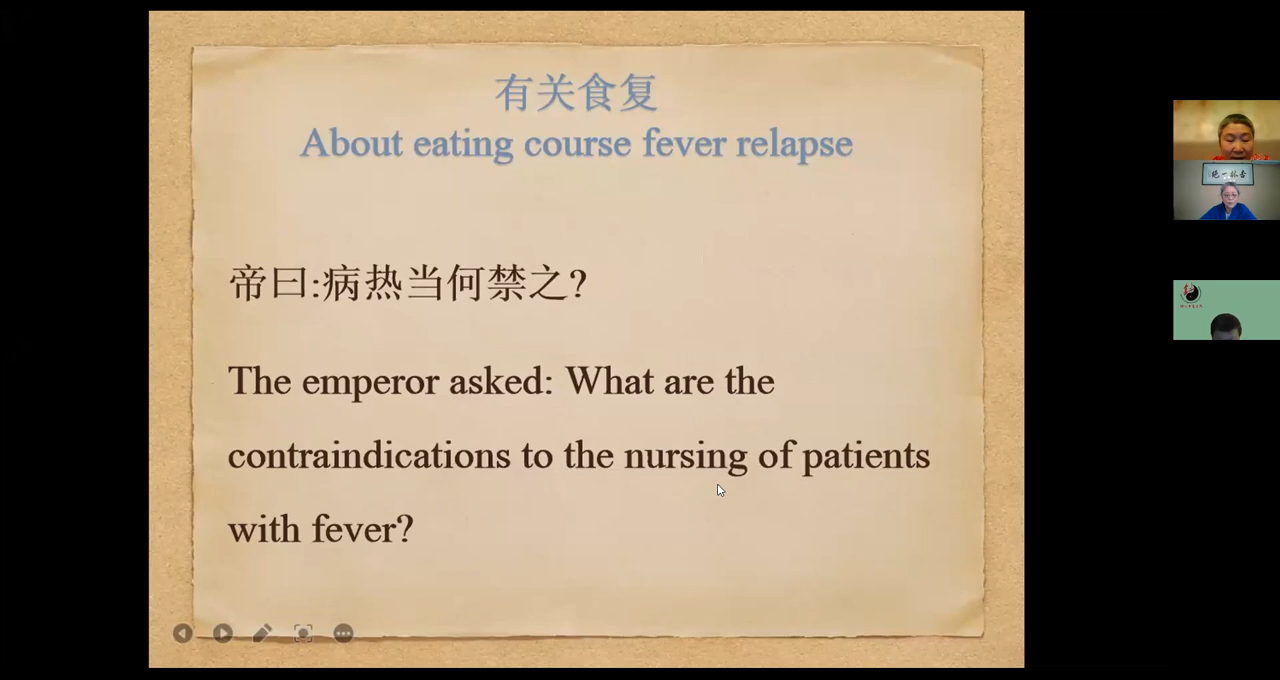 有关食复
About eating course fever relapse
帝曰:病热当何禁之?
The emperor asked: What are the
contraindications to the nursing of patients
with fever?